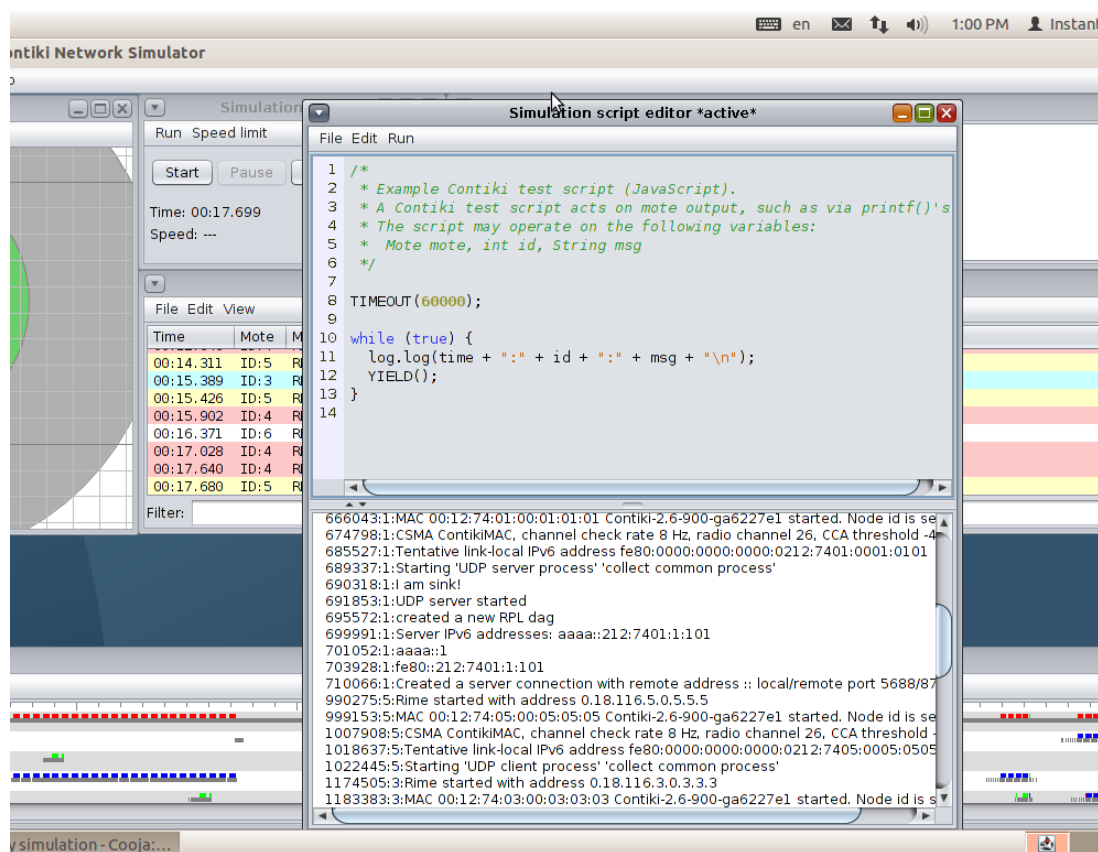 en 1:00 PM Instant
ontiki Network Simulator
Simulation
Run Speed limit
Start Pause
Time: 00:17.699
Speed: ---
File Edit View
Time Mote M
00:14.311 ID:5
00:15.389 ID:3
00:15.426 ID:5
00:15.902 ID:4
00:16.371 ID:6
00:17.028 ID:4
00:17.640 ID:4
00:17.680 ID:5
Filter:
Simulation script editor *active*
File Edit Run
1 /*
2 * Example Contiki test script (JavaScript).
3 * A Contiki test script acts on mote output, such as via printf()'s
4 * The script may operate on the following variables:
5 * Mote mote, int id, String msg
6 */
7
8 TIMEOUT(60000);
9
10 while (true) {
11 log.log(time + ":" + id + ":" + msg + "\n");
12 YIELD();
13 }
14
666043:1:MAC 00:12:74:01:00:01:01:01 Contiki-2.6-900-ga6227e1 started. Node id is se
674798:1:CSMA ContikiMAC, channel check rate 8 Hz, radio channel 26, CCA threshold -4
685527:1:Tentative link-local IPv6 address fe80:0000:0000:0000:0212:7401:0001:0101
689337:1:Starting 'UDP server process' 'collect common process'
690318:1:I am sink!
691853:1:UDP server started
695572:1:created a new RPL dag
699991:1:Server IPv6 addresses: aaaa::212:7401:1:101
701052:1:aaaa::1
703928:1:fe80::212:7401:1:101
710066:1:Created a server connection with remote address :: local/remote port 5688/87
990275:5:Rime started with address 0.18.116.5.0.5.5.5
999153:5:MAC 00:12:74:05:00:05:05:05 Contiki-2.6-900-ga6227e1 started. Node id is se
1007908:5:CSMA ContikiMAC, channel check rate 8 Hz, radio channel 26, CCA threshold -
1018637:5:Tentative link-local IPv6 address fe80:0000:0000:0000:0212:7405:0005:0505
1022445:5:Starting 'UDP client process' 'collect common process'
1174505:3:Rime started with address 0.18.116.3.0.3.3.3
1183383:3:MAC 00:12:74:03:00:03:03:03 Contiki-2.6-900-ga6227e1 started. Node id is s
y simulation - Cooja:...